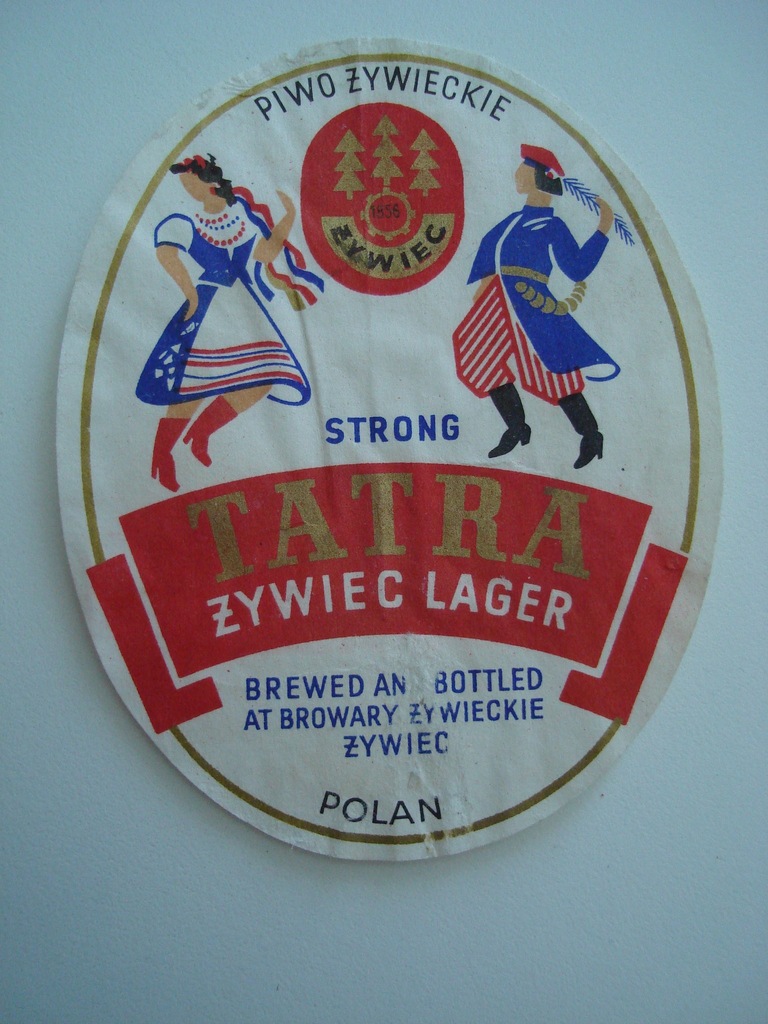 PIWO ŻYWIECKIE
1856
ŻYWIEC
STRONG
TATRA
ŻYWIEC LAGER
BREWED AN BOTTLED
AT BROWARY ŻYWIECKIE
ŻYWIEC
POLAN